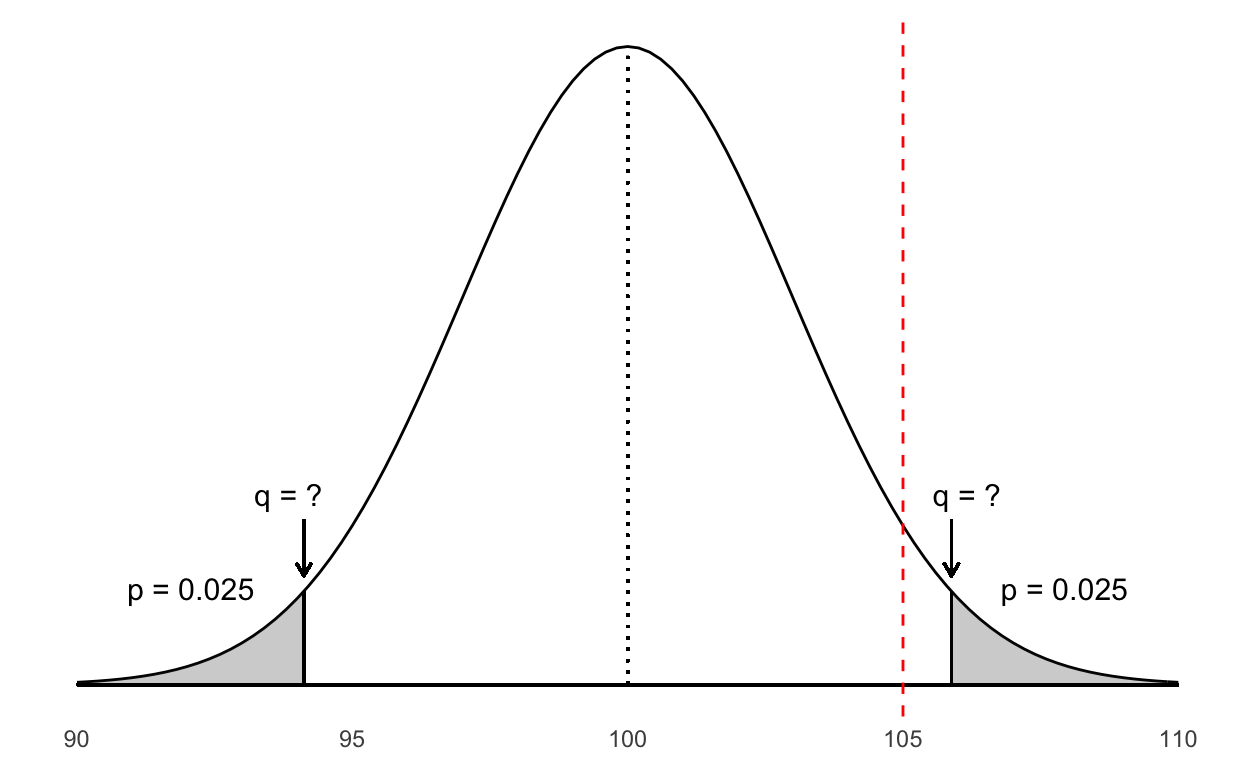 q = ?
q = ?
p = 0.025
p = 0.025
90
95
100
105
110